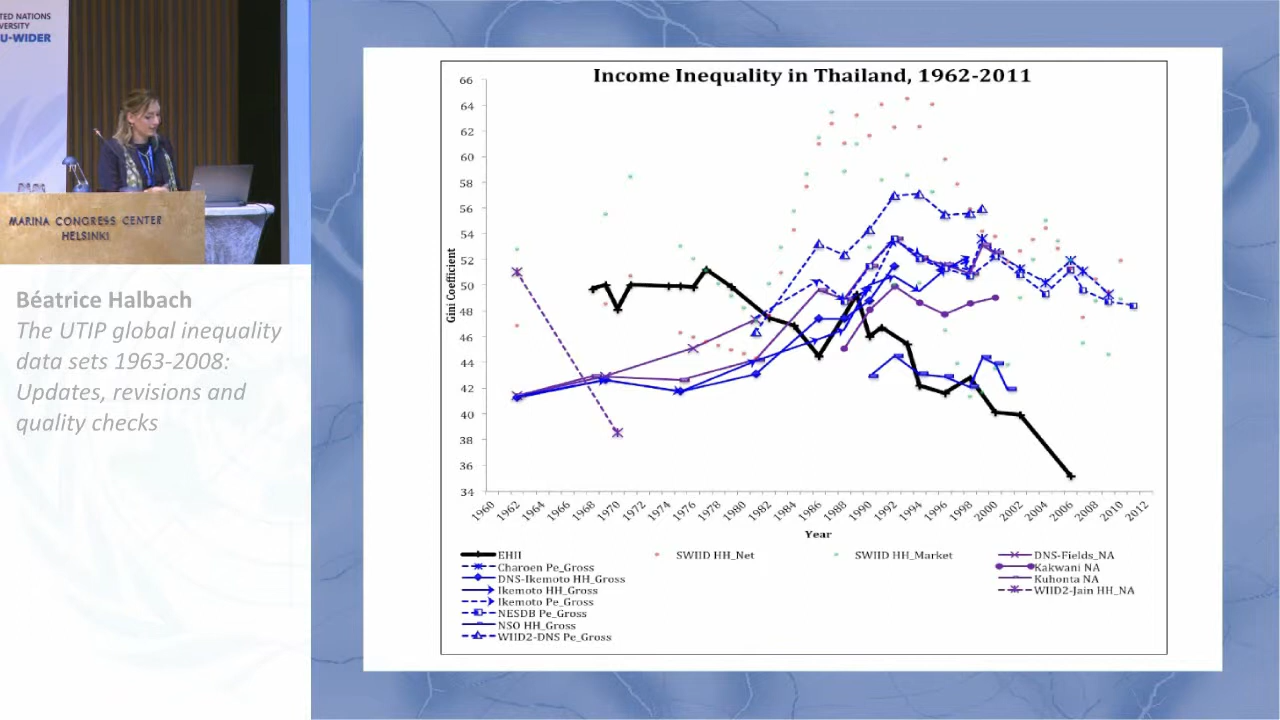 TED NATIONS
VERSITY
U-WIDER
MARINA CONGRESS CENTER
HELSINKI
Béatrice Halbach
The UTIP global inequality
data sets 1963-2008:
Updates, revisions and
quality checks
Income Inequality in Thailand, 1962-2011
Gini Coefficient
66
64
62
60
58
56
54
52
50
48
46
44
42
40
38
36
34
1960
1962
1964
1966
1968
1970
1972
1974
1976
1978
1980
1982
1984
1986
1988
1990
1992
1994
1996
1998
2000
2002
2004
2006
2008
2010
2012
Year
EHII
SWIID HH_Net
SWIID HH_Market
DNS-Fields_NA
Charoen Pe_Gross
Kakwani NA
DNS-Ikemoto HH_Gross
Kuhonta NA
Ikemoto HH_Gross
WIID2-Jain HH_NA
Ikemoto Pe_Gross
NESDB Pe_Gross
NSO HH_Gross
WIID2-DNS Pe_Gross